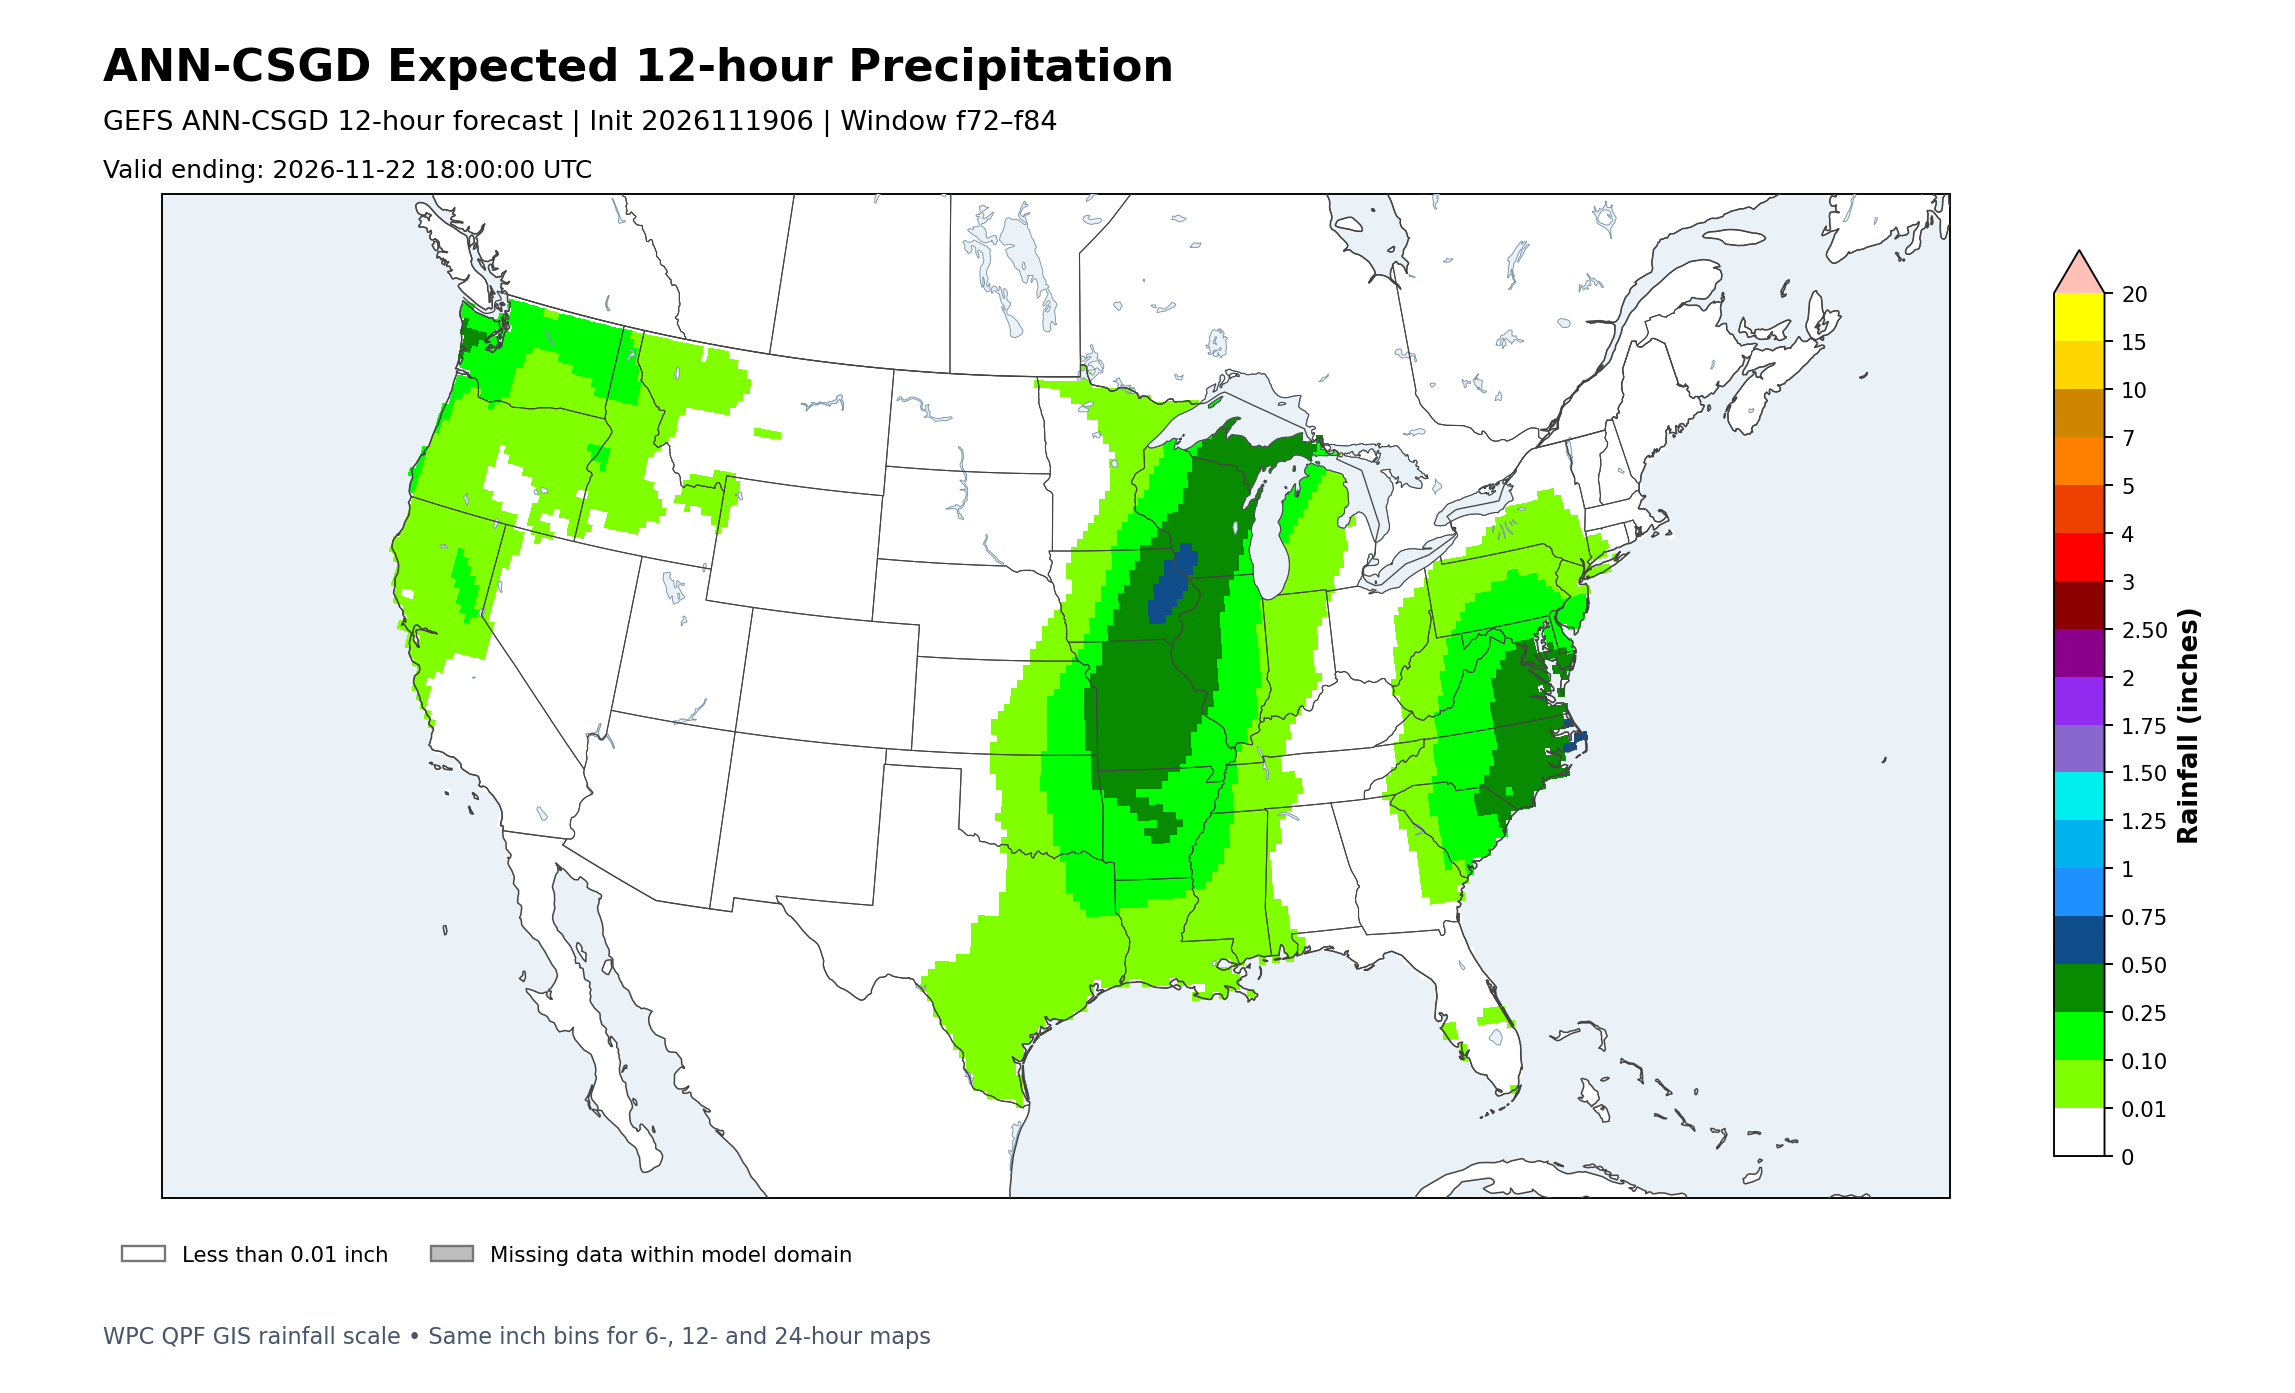 ANN-CSGD Expected 12-hour Precipitation
GEFS ANN-CSGD 12-hour forecast | Init 2026111906 | Window f72–f84
Valid ending: 2026-11-22 18:00:00 UTC
20
15
10
7
5
4
3
2.50
2
1.75
1.50
1.25
1
0.75
0.50
0.25
0.10
0.01
0
Rainfall (inches)
Less than 0.01 inch
Missing data within model domain
WPC QPF GIS rainfall scale • Same inch bins for 6-, 12- and 24-hour maps